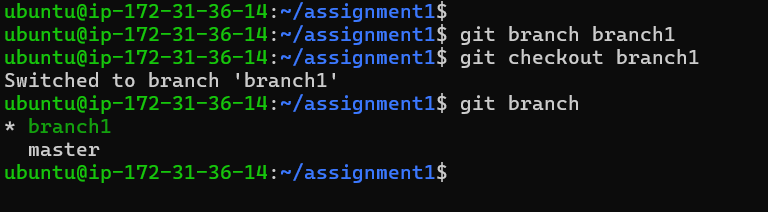 ubuntu@ip-172-31-36-14:~/assignment1$
ubuntu@ip-172-31-36-14:~/assignment1$ git branch branch1
ubuntu@ip-172-31-36-14:~/assignment1$ git checkout branch1
Switched to branch 'branch1'
ubuntu@ip-172-31-36-14:~/assignment1$ git branch
* branch1
  master
ubuntu@ip-172-31-36-14:~/assignment1$